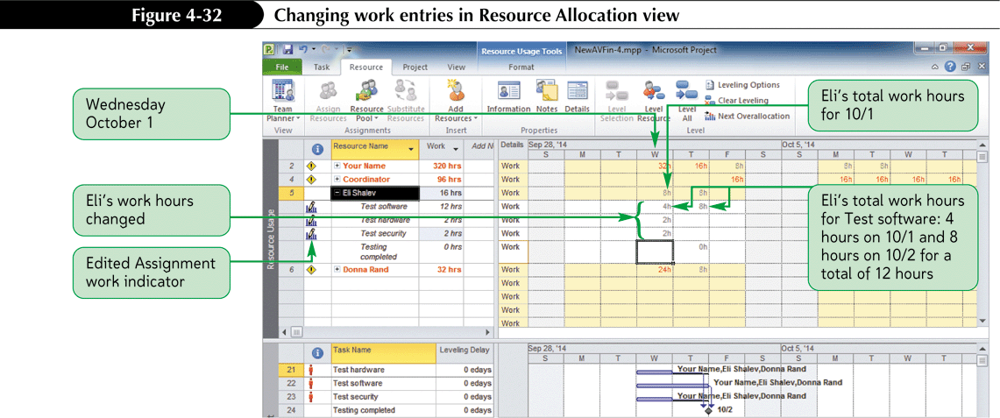 Figure 4-32 Changing work entries in Resource Allocation view
Resource Usage Tools NewAVFin-4.mpp - Microsoft Project
File Task Resource Project View Format
Team Planner
Assign Resources
Resource Pool
Substitute Resources
Add Resources
Information Notes Details
Level Selection
Level Resource
Level All
Leveling Options
Clear Leveling
Next Overallocation
View Assignments Insert Properties Level
Wednesday
October 1
Eli's work hours
changed
Edited Assignment
work indicator
Eli's total work hours
for 10/1
Eli's total work hours
for Test software: 4
hours on 10/1 and 8
hours on 10/2 for a
total of 12 hours
Resource Usage
Resource Name Work Add N Details Sep 28, '14 Oct 5, '14
S M T W T F S S M T W T
2 Your Name 320 hrs Work 32h 16h 8h 8h 8h
4 Coordinator 96 hrs Work 16h 16h 16h 16h 16h
5 Eli Shalev 16 hrs Work 8h 8h
Test software 12 hrs Work 4h 8h
Test hardware 2 hrs Work 2h
Test security 2 hrs Work 2h
Testing completed 0 hrs Work 0h
6 Donna Rand 32 hrs Work 24h 8h
Work
Work
Work
Work
Task Name Leveling Delay Sep 28, '14 Oct 5, '14
S M T W T F S S M T W T
21 Test hardware 0 edays Your Name,Eli Shalev,Donna Rand
22 Test software 0 edays Your Name,Eli Shalev,Donna Rand
23 Test security 0 edays Your Name,Eli Shalev,Donna Rand
24 Testing completed 0 edays 10/2